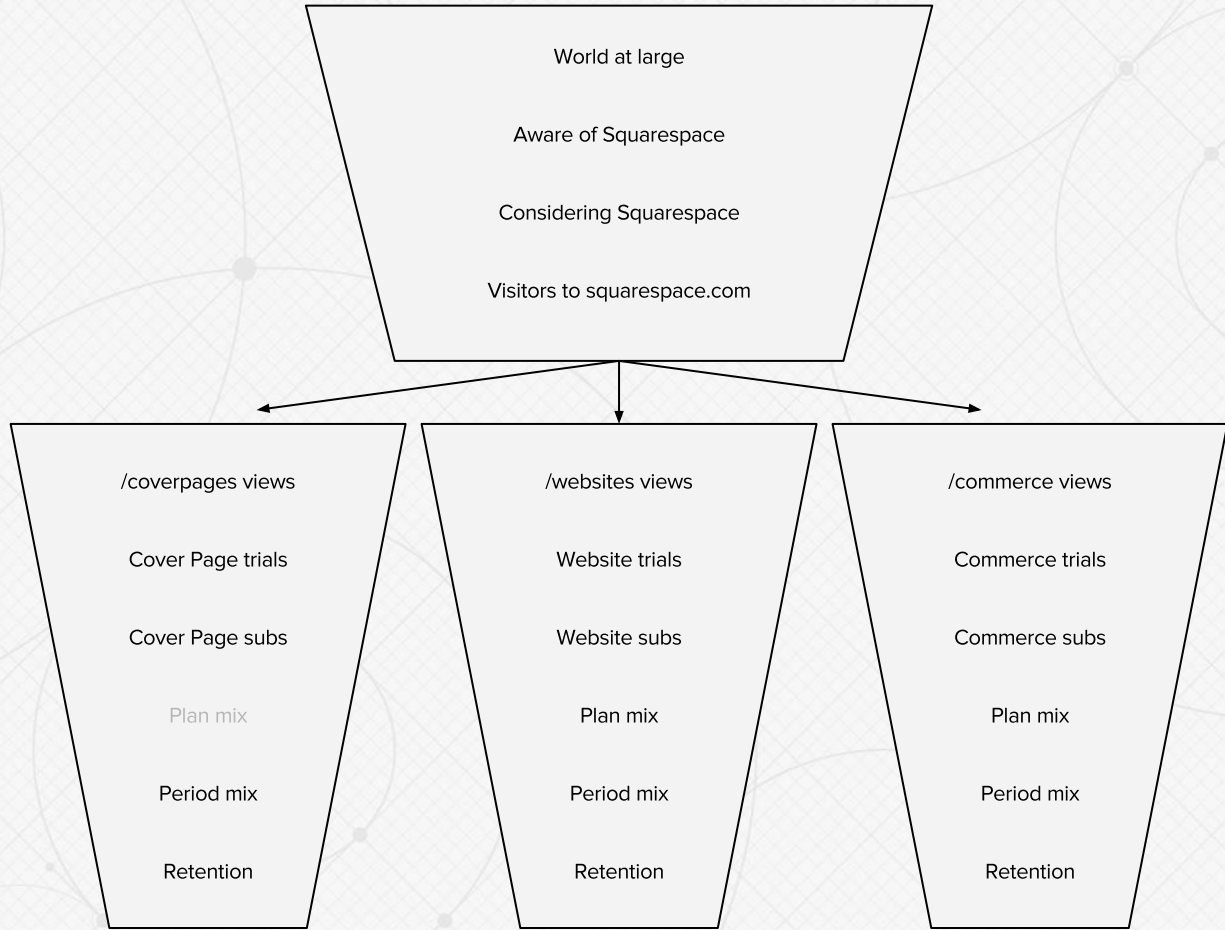 World at large
Aware of Squarespace
Considering Squarespace
Visitors to squarespace.com
/coverpages views
Cover Page trials
Cover Page subs
Plan mix
Period mix
Retention
/websites views
Website trials
Website subs
Plan mix
Period mix
Retention
/commerce views
Commerce trials
Commerce subs
Plan mix
Period mix
Retention